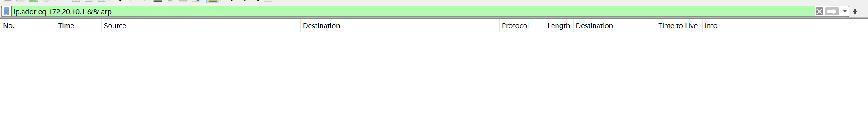 ip.addr eq 172.20.10.1 && arp
No. Time Source Destination Protocol Length Destination Time to Live Info